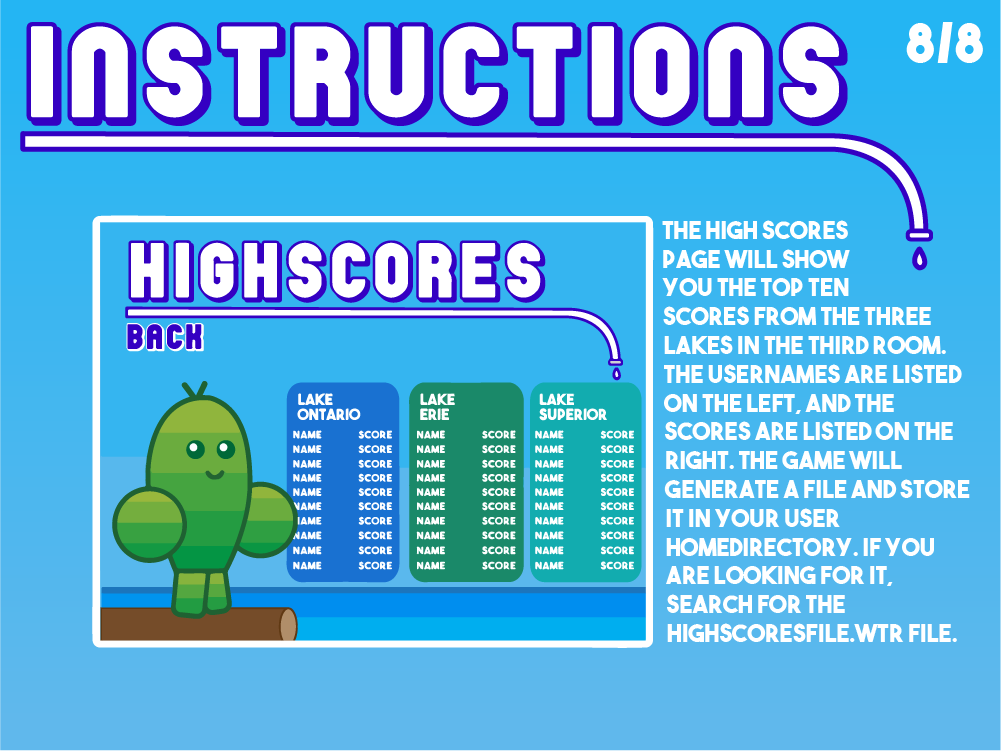 INSTRUCTIONS
8/8
HIGHSCORES
BACK
LAKE
ONTARIO
NAME SCORE
NAME SCORE
NAME SCORE
NAME SCORE
NAME SCORE
NAME SCORE
NAME SCORE
NAME SCORE
NAME SCORE
NAME SCORE
LAKE
ERIE
NAME SCORE
NAME SCORE
NAME SCORE
NAME SCORE
NAME SCORE
NAME SCORE
NAME SCORE
NAME SCORE
NAME SCORE
NAME SCORE
LAKE
SUPERIOR
NAME SCORE
NAME SCORE
NAME SCORE
NAME SCORE
NAME SCORE
NAME SCORE
NAME SCORE
NAME SCORE
NAME SCORE
NAME SCORE
THE HIGH SCORES
PAGE WILL SHOW
YOU THE TOP TEN
SCORES FROM THE THREE
LAKES IN THE THIRD ROOM.
THE USERNAMES ARE LISTED
ON THE LEFT, AND THE
SCORES ARE LISTED ON THE
RIGHT. THE GAME WILL
GENERATE A FILE AND STORE
IT IN YOUR USER
HOMEDIRECTORY. IF YOU
ARE LOOKING FOR IT,
SEARCH FOR THE
HIGHSCORESFILE.WTR FILE.